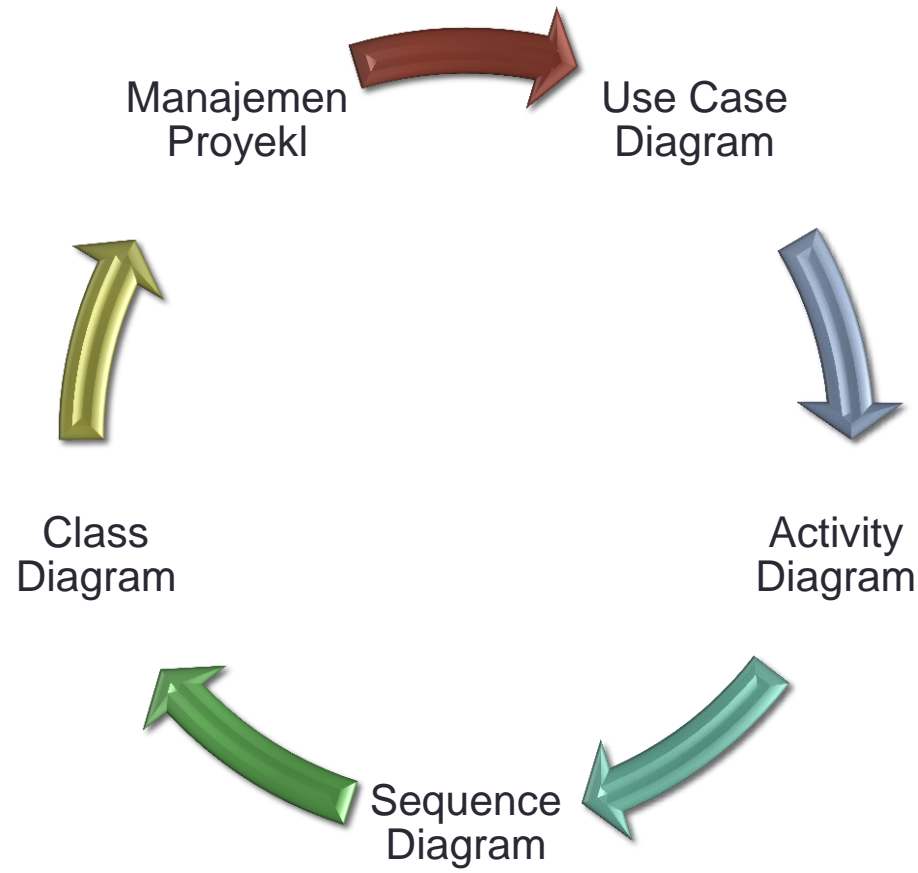 Manajemen
Proyekl
Use Case
Diagram
Activity
Diagram
Sequence
Diagram
Class
Diagram